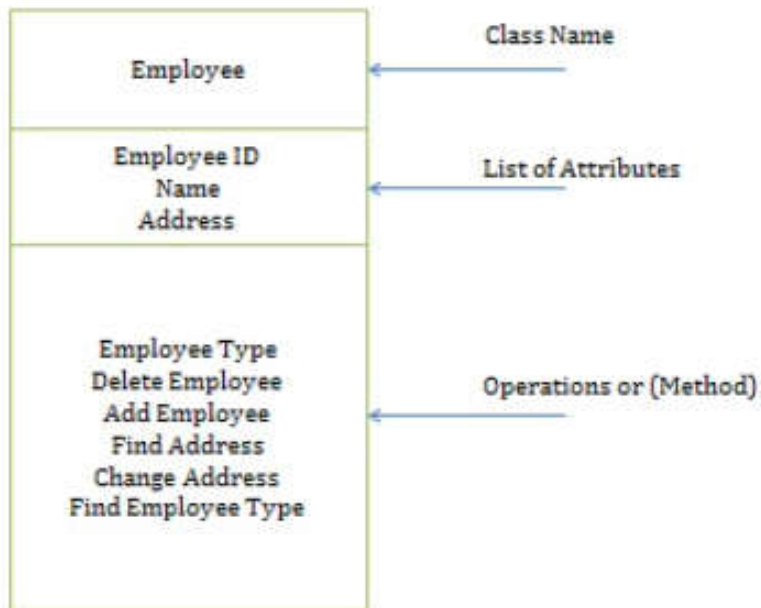 Class Name
Employee
Employee ID
Name
Address
List of Attributes
Employee Type
Delete Employee
Add Employee
Find Address
Change Address
Find Employee Type
Operations or (Method)